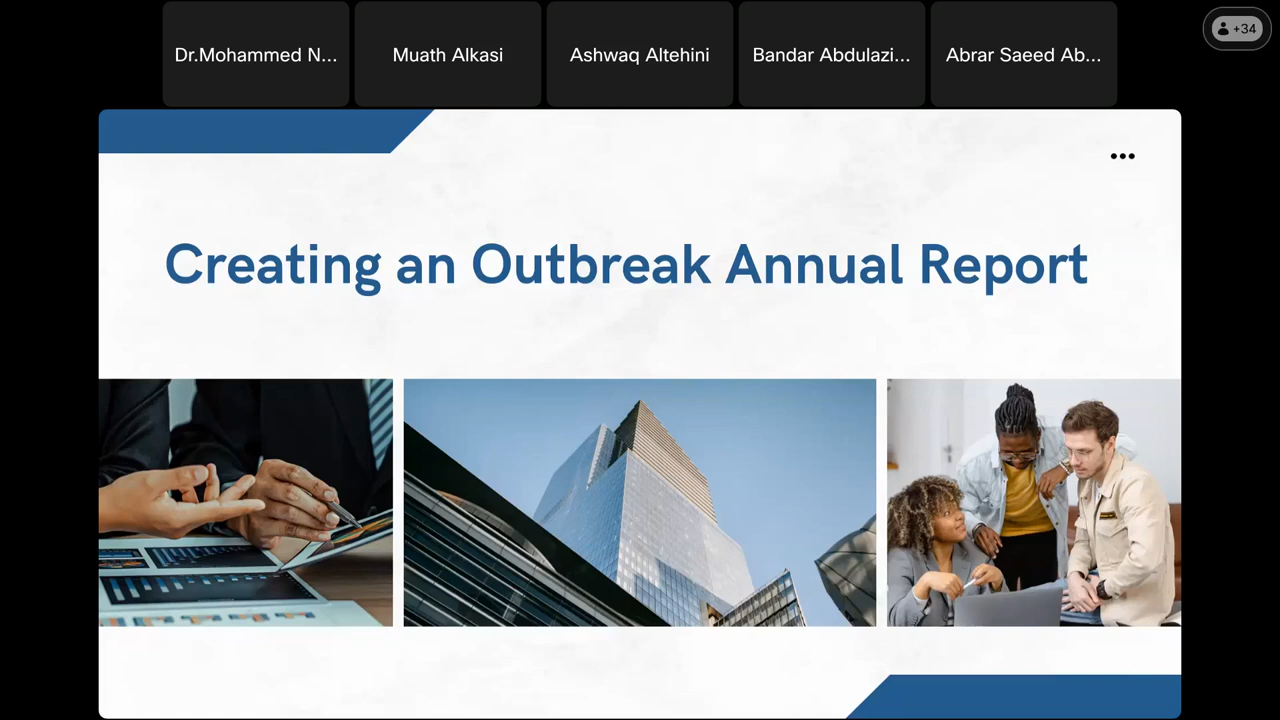 Dr.Mohammed N...
Muath Alkasi
Ashwaq Altehini
Bandar Abdulazi...
Abrar Saeed Ab...
+34
Creating an Outbreak Annual Report